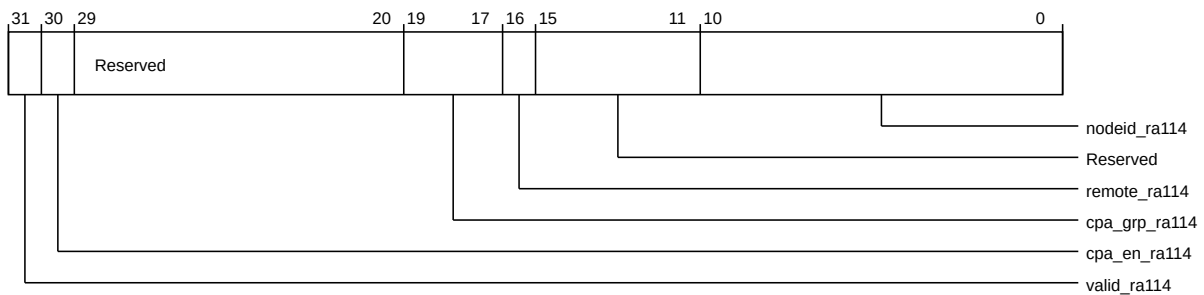 31 30 29 20 19 17 16 15 11 10 0
Reserved
nodeid_ra114
Reserved
remote_ra114
cpa_grp_ra114
cpa_en_ra114
valid_ra114